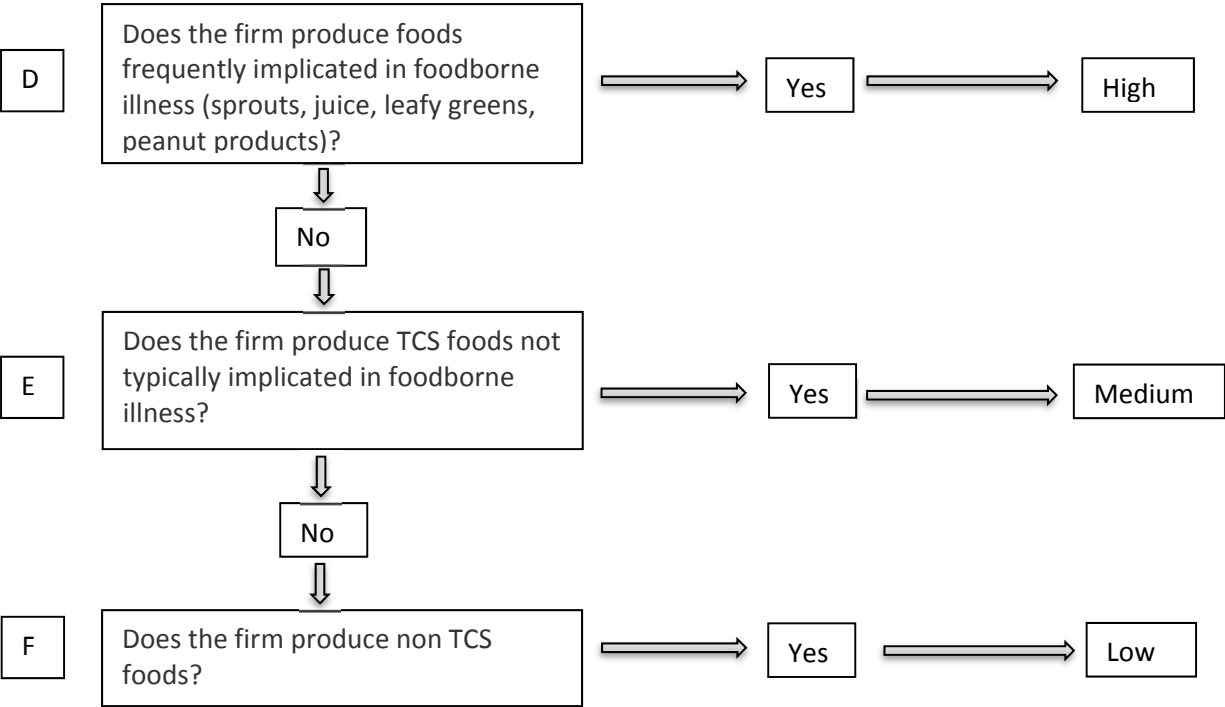 D
Does the firm produce foods
frequently implicated in foodborne
illness (sprouts, juice, leafy greens,
peanut products)?
Yes
High
No
E
Does the firm produce TCS foods not
typically implicated in foodborne
illness?
Yes
Medium
No
F
Does the firm produce non TCS
foods?
Yes
Low